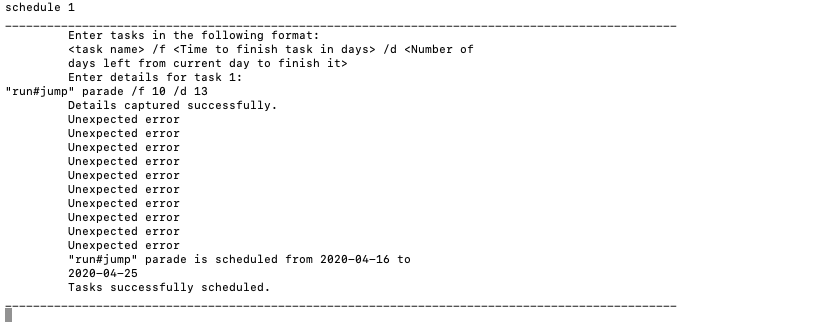 schedule 1
Enter tasks in the following format:
<task name> /f <Time to finish task in days> /d <Number of
days left from current day to finish it>
Enter details for task 1:
"run#jump" parade /f 10 /d 13
Details captured successfully.
Unexpected error
Unexpected error
Unexpected error
Unexpected error
Unexpected error
Unexpected error
Unexpected error
Unexpected error
Unexpected error
Unexpected error
"run#jump" parade is scheduled from 2020-04-16 to
2020-04-25
Tasks successfully scheduled.